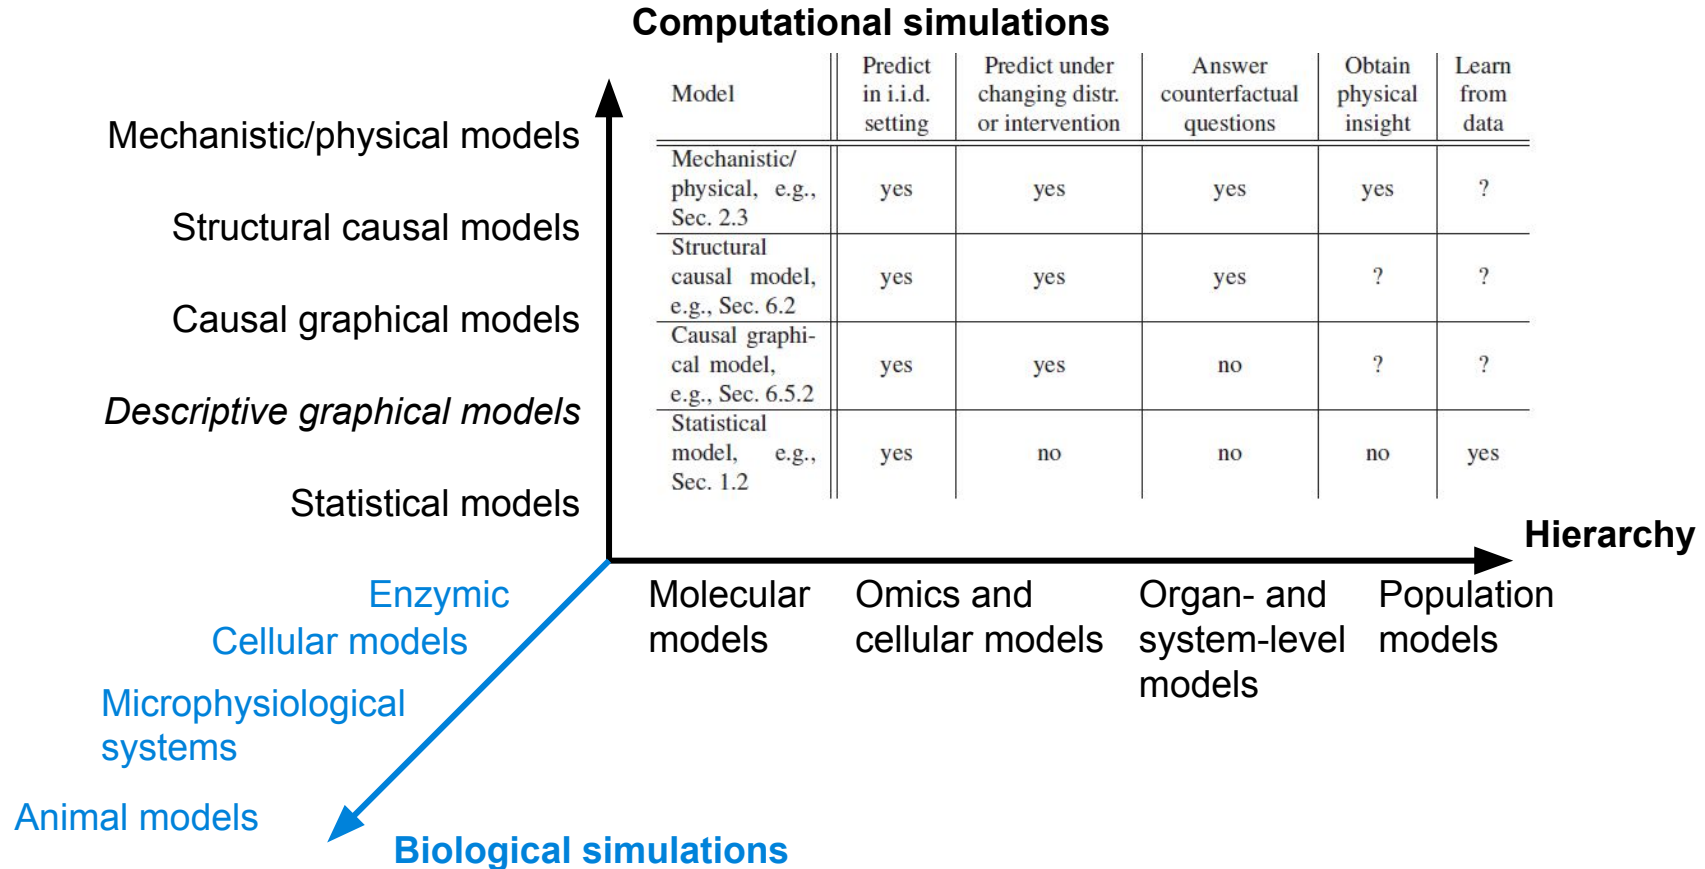 Computational simulations
Model
Predict
in i.i.d.
setting
Predict under
changing distr.
or intervention
Answer
counterfactual
questions
Obtain
physical
insight
Learn
from
data
Mechanistic/
physical, e.g.,
Sec. 2.3
yes
yes
yes
yes
?
Structural
causal model,
e.g., Sec. 6.2
yes
yes
yes
?
?
Causal graphi-
cal model,
e.g., Sec. 6.5.2
yes
yes
no
?
?
Statistical
model, e.g.,
Sec. 1.2
yes
no
no
no
yes
Mechanistic/physical models
Structural causal models
Causal graphical models
Descriptive graphical models
Statistical models
Hierarchy
Molecular
models
Omics and
cellular models
Organ- and
system-level
models
Population
models
Enzymic
Cellular models
Microphysiological
systems
Animal models
Biological simulations